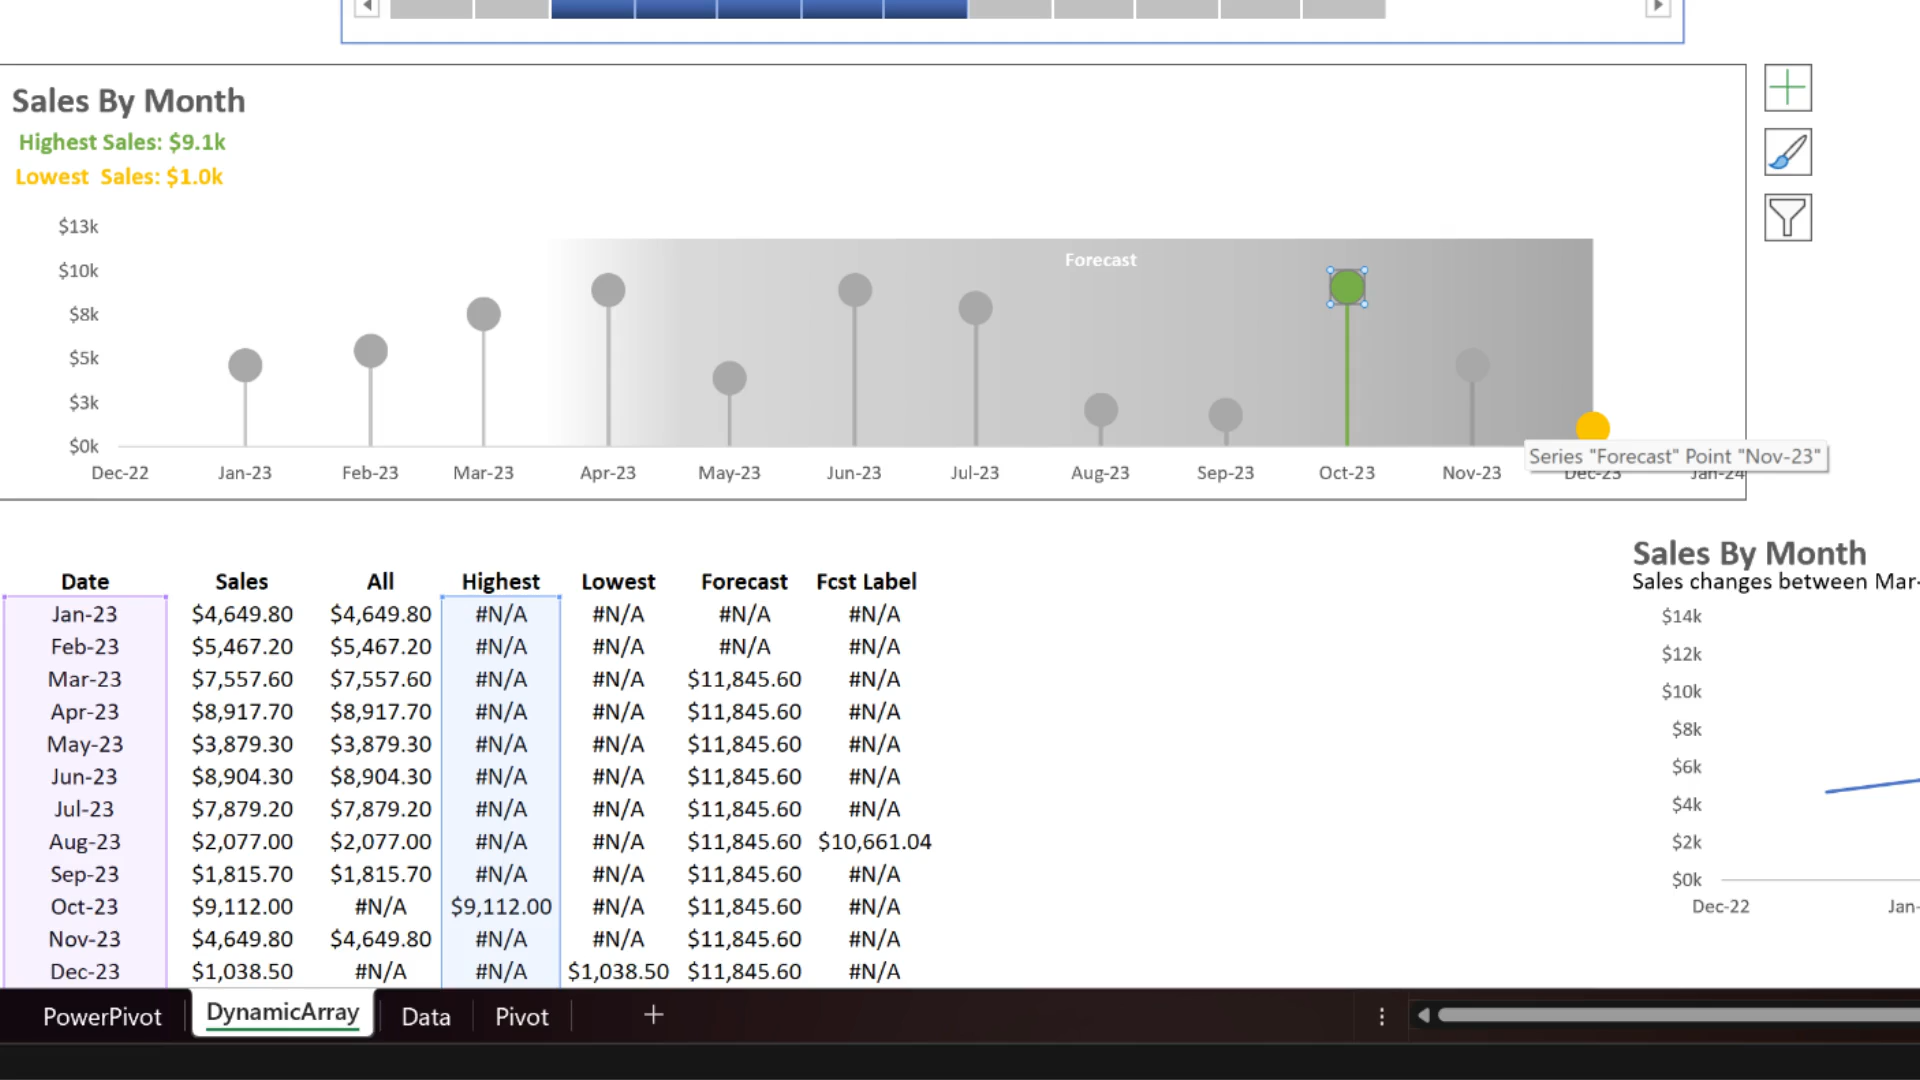 Sales By Month
Highest Sales: $9.1k
Lowest  Sales: $1.0k
$13k
$10k
$8k
$5k
$3k
$0k
Forecast
Dec-22 Jan-23 Feb-23 Mar-23 Apr-23 May-23 Jun-23 Jul-23 Aug-23 Sep-23 Oct-23 Nov-23 Dec-23 Jan-24
Series "Forecast" Point "Nov-23"
Date Sales All Highest Lowest Forecast Fcst Label
Jan-23 $4,649.80 $4,649.80 #N/A #N/A #N/A #N/A
Feb-23 $5,467.20 $5,467.20 #N/A #N/A #N/A #N/A
Mar-23 $7,557.60 $7,557.60 #N/A #N/A $11,845.60 #N/A
Apr-23 $8,917.70 $8,917.70 #N/A #N/A $11,845.60 #N/A
May-23 $3,879.30 $3,879.30 #N/A #N/A $11,845.60 #N/A
Jun-23 $8,904.30 $8,904.30 #N/A #N/A $11,845.60 #N/A
Jul-23 $7,879.20 $7,879.20 #N/A #N/A $11,845.60 #N/A
Aug-23 $2,077.00 $2,077.00 #N/A #N/A $11,845.60 $10,661.04
Sep-23 $1,815.70 $1,815.70 #N/A #N/A $11,845.60 #N/A
Oct-23 $9,112.00 #N/A $9,112.00 #N/A $11,845.60 #N/A
Nov-23 $4,649.80 $4,649.80 #N/A #N/A $11,845.60 #N/A
Dec-23 $1,038.50 #N/A #N/A $1,038.50 $11,845.60 #N/A
Sales By Month
Sales changes between Mar-
$14k
$12k
$10k
$8k
$6k
$4k
$2k
$0k
Dec-22 Jan-
PowerPivot DynamicArray Data Pivot